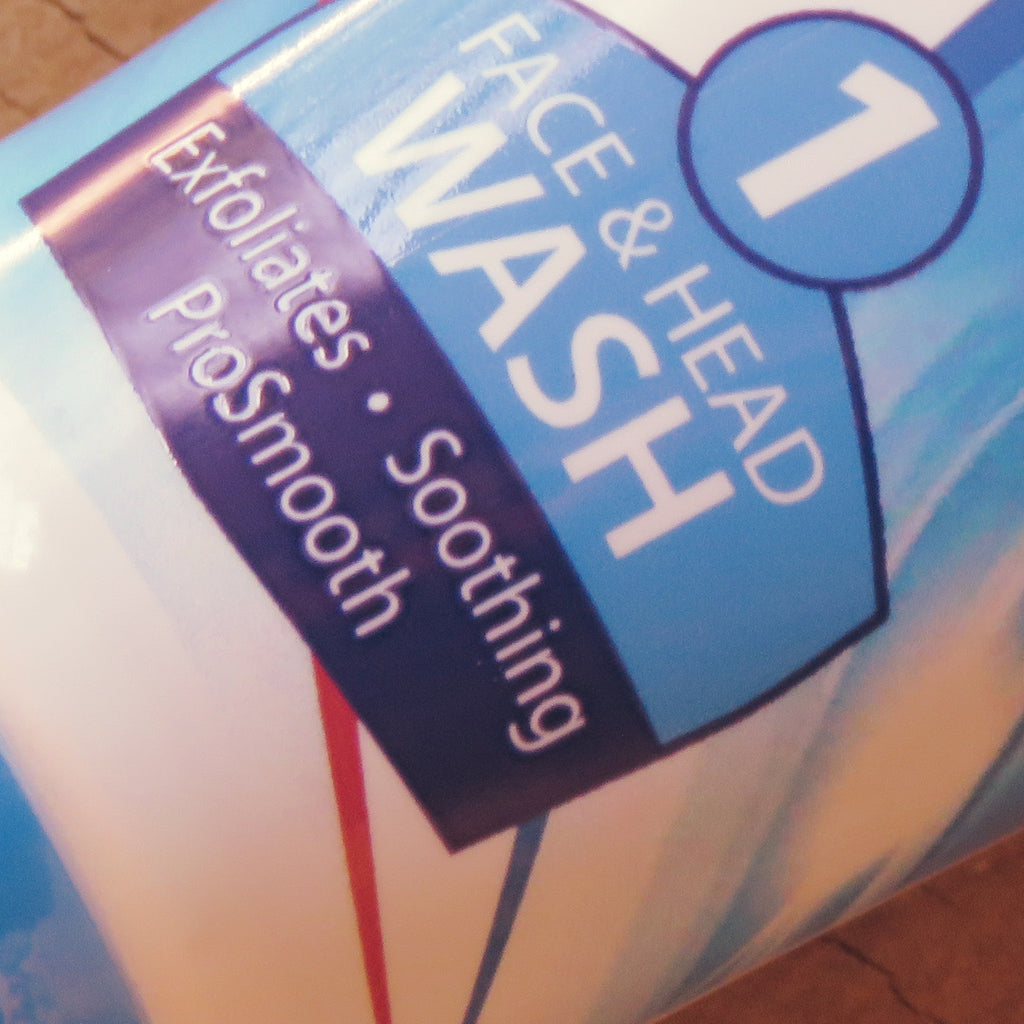 1
FACE & HEAD
WASH
Exfoliates • Soothing
ProSmooth